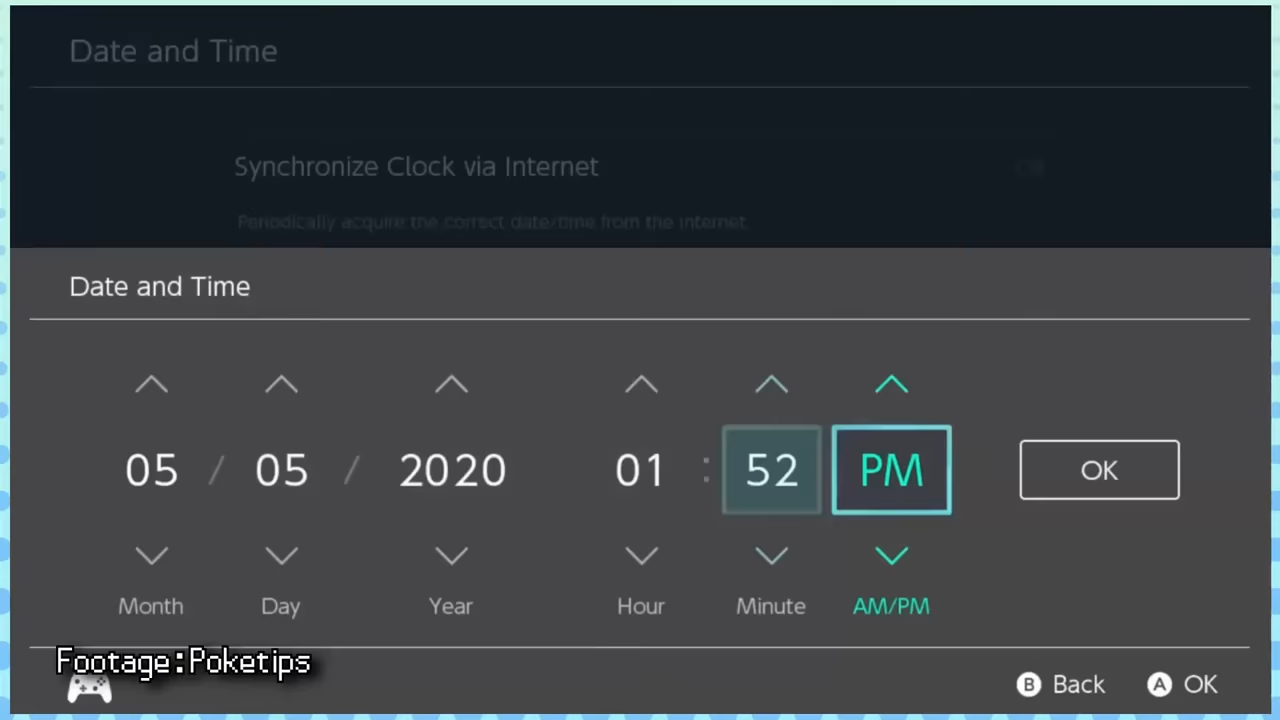 Date and Time
Synchronize Clock via Internet
Periodically acquire the correct date/time from the internet.
Date and Time
05 / 05 / 2020 01 : 52 PM OK
Month Day Year Hour Minute AM/PM
Footage:Poketips
B Back A OK